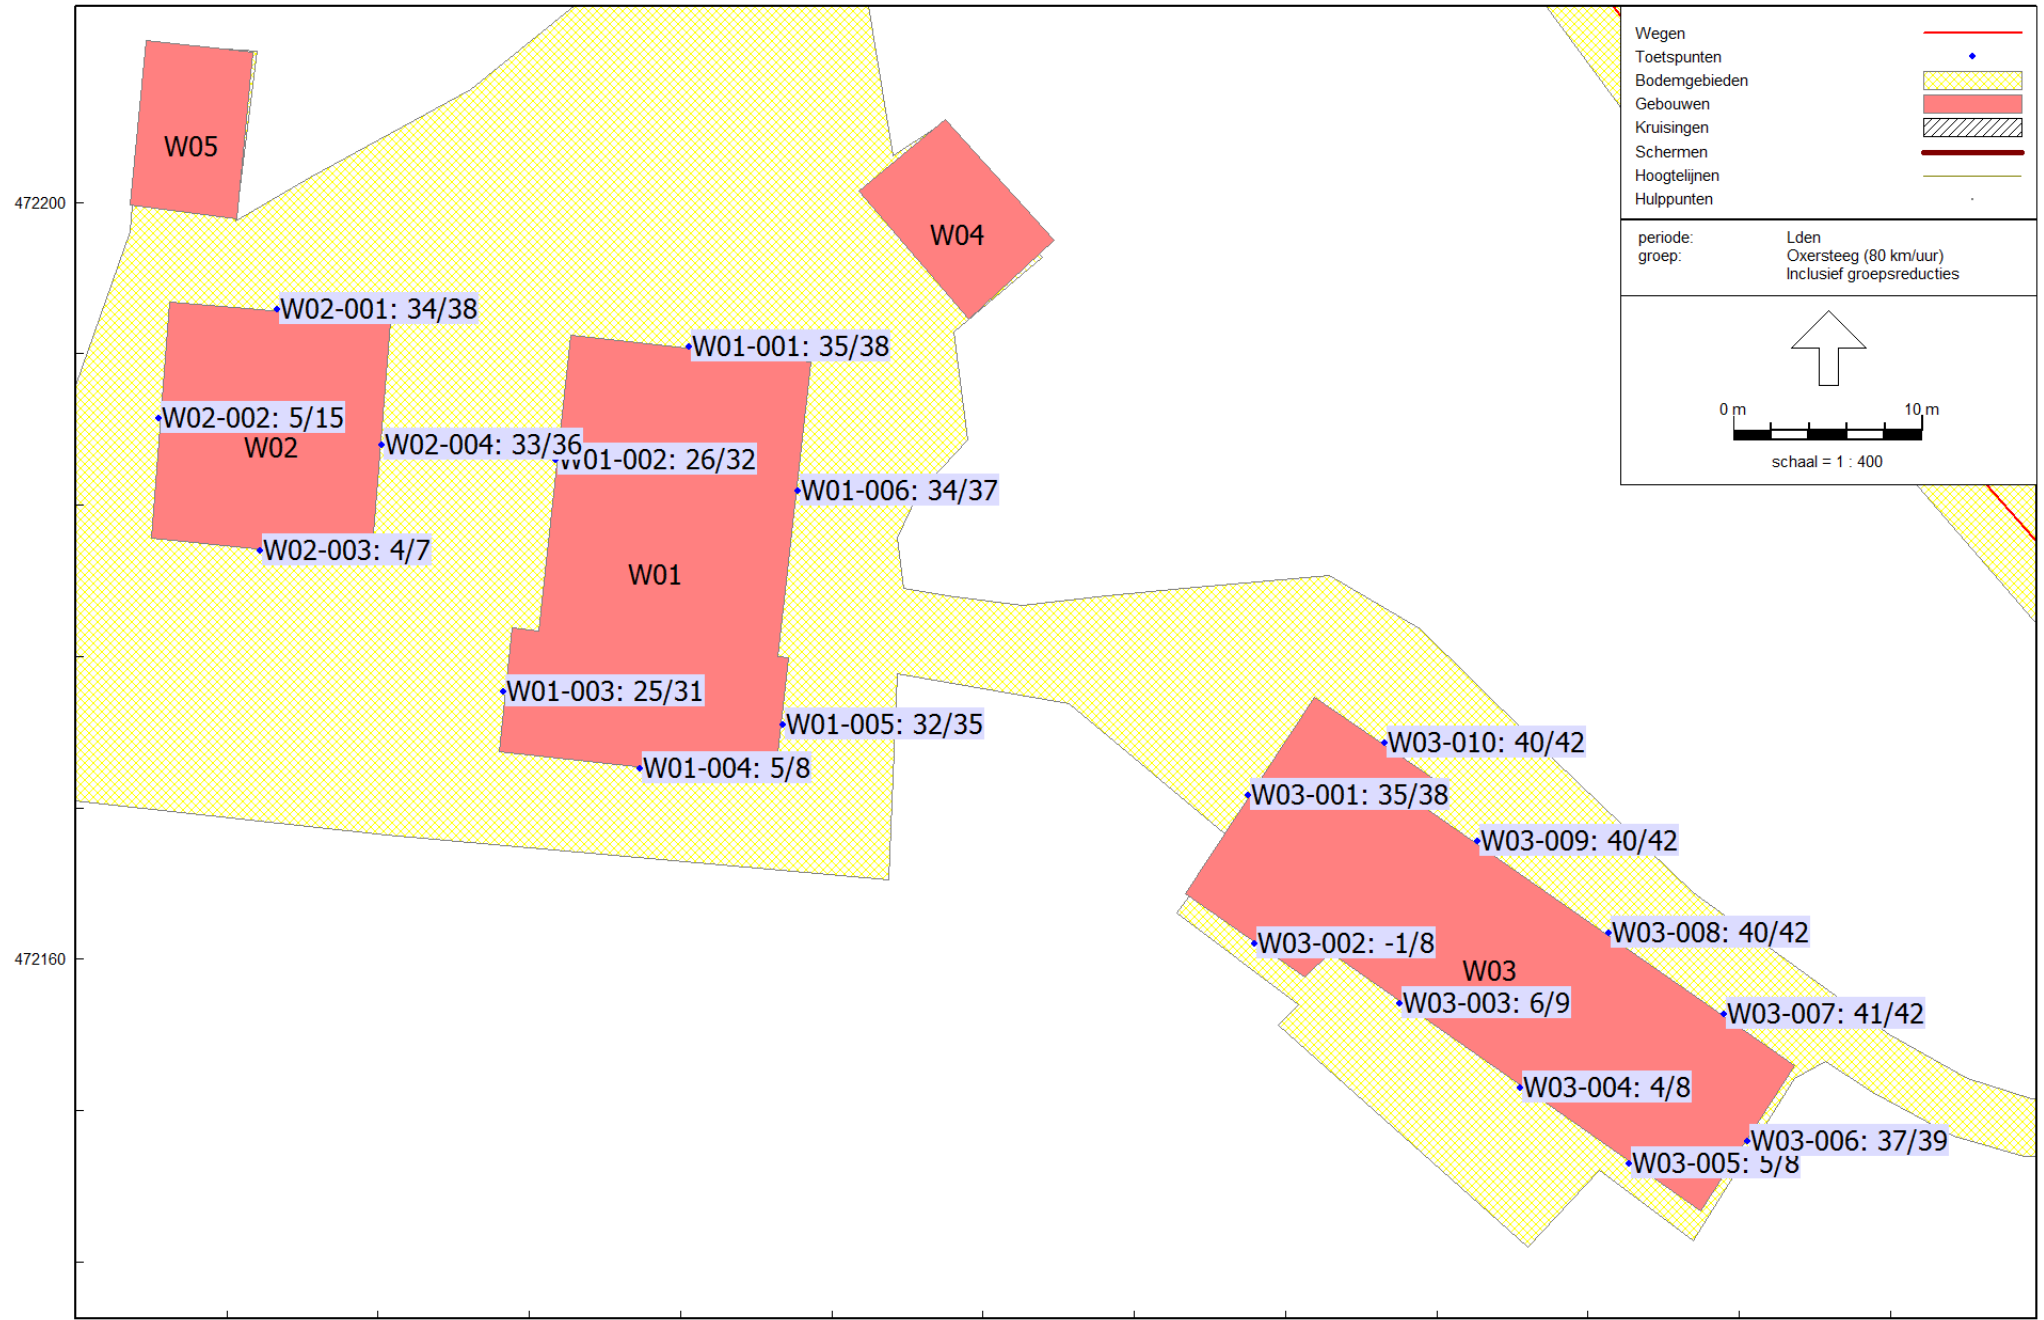 Wegen
Toetspunten
Bodemgebieden
Gebouwen
Kruisingen
Schermen
Hoogtelijnen
Hulppunten
periode: Lden
groep: Oxersteeg (80 km/uur)
Inclusief groepsreducties
0 m 10 m
schaal = 1 : 400
472200
472160
W05
W04
W02-001: 34/38
W01-001: 35/38
W02-002: 5/15
W02
W02-004: 33/36
W01-002: 26/32
W01-006: 34/37
W02-003: 4/7
W01
W01-003: 25/31
W01-005: 32/35
W01-004: 5/8
W03-010: 40/42
W03-001: 35/38
W03-009: 40/42
W03-008: 40/42
W03-002: -1/8
W03
W03-003: 6/9
W03-007: 41/42
W03-004: 4/8
W03-006: 37/39
W03-005: 5/8